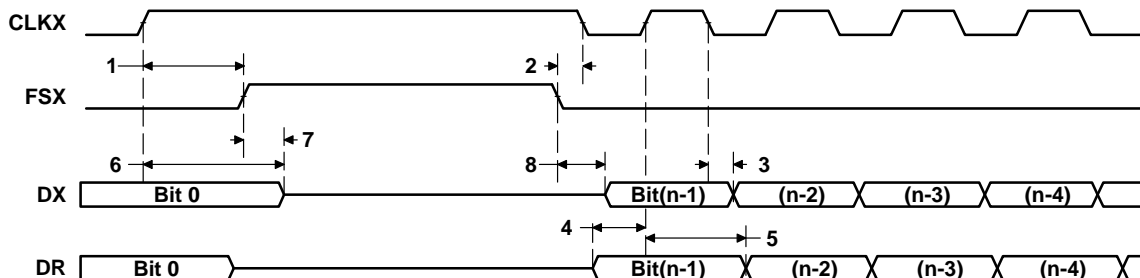 CLKX
1 2
FSX
7
6 8 3
DX Bit 0 Bit(n-1) (n-2) (n-3) (n-4)
4 5
DR Bit 0 Bit(n-1) (n-2) (n-3) (n-4)